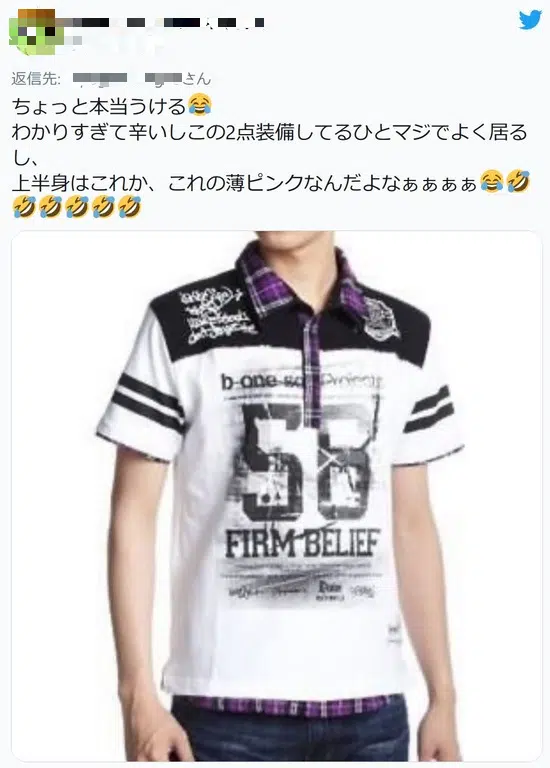 返信先: さん
ちょっと本当うける😂
わかりすぎて辛いしこの2点装備してるひとマジでよく居る
し、
上半身はこれか、これの薄ピンクなんだよなぁぁぁぁ😂🤣
🤣🤣🤣🤣🤣
b-one-so Project
58
FIRM BELIEF